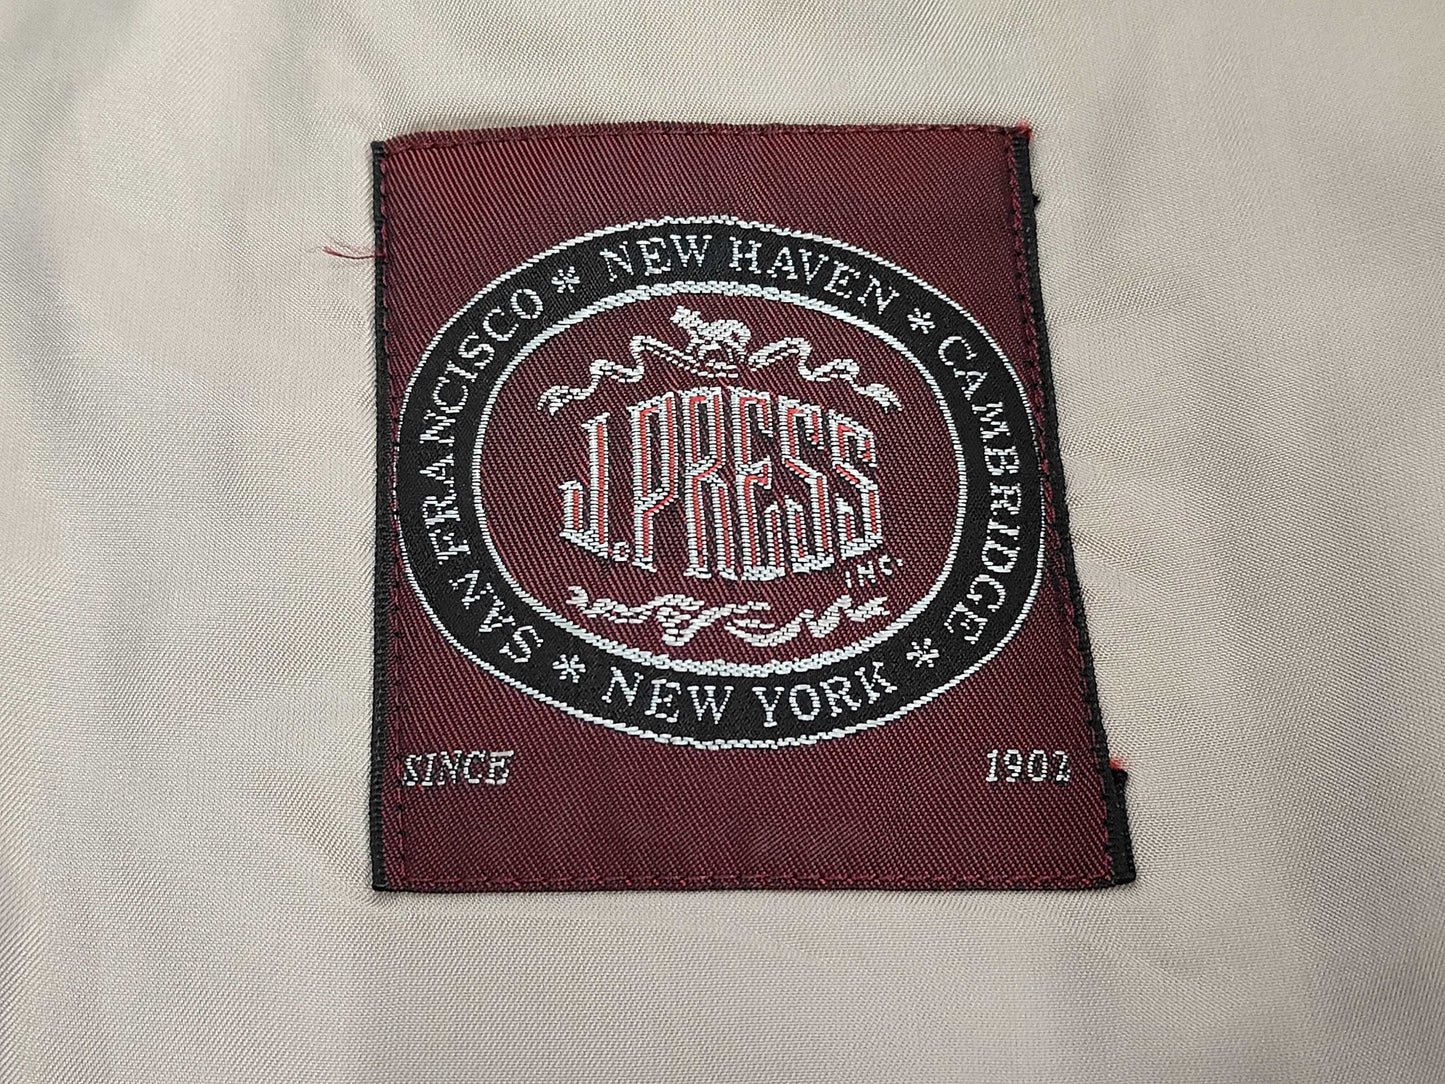 NEW HAVEN * CAMBRIDGE * NEW YORK * SAN FRANCISCO *
J. PRESS
INC.
SINCE 1902